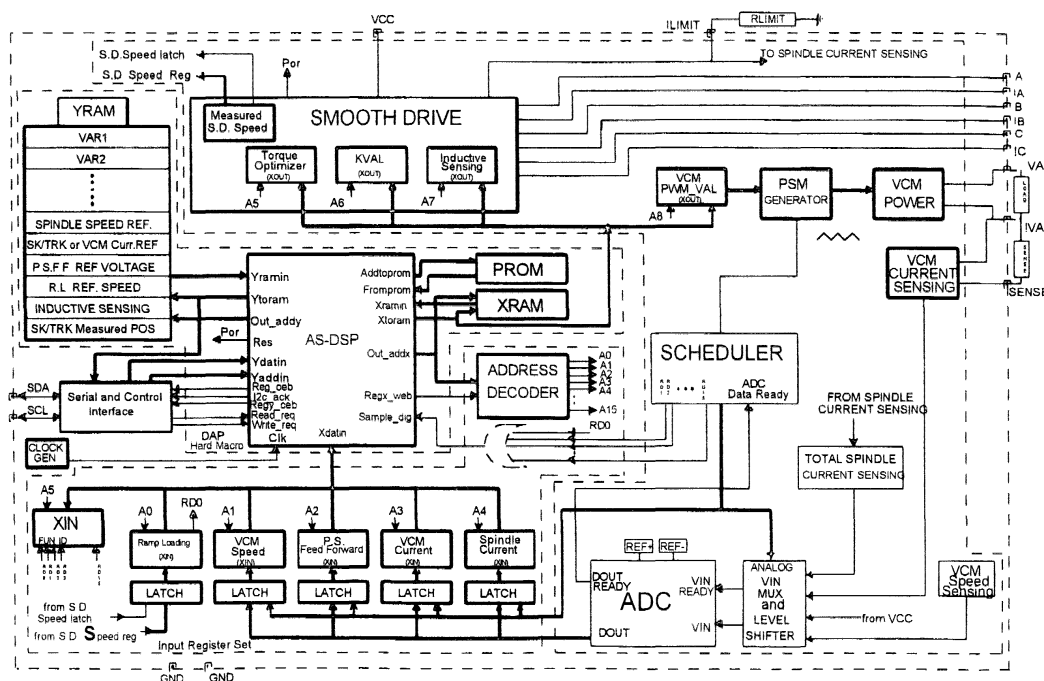 RLIMIT
VCC
ILIMIT
S.D.Speed latch
S.D Speed Reg
Por
TO SPINDLE CURRENT SENSING
YRAM
VAR1
VAR2
SPINDLE SPEED REF.
SK/TRK or VCM Curr.REF
P S.F F REF VOLTAGE
R.L REF. SPEED
INDUCTIVE SENSING
SK/TRK Measured POS
Measured
S.D. Speed
SMOOTH DRIVE
Torque
Optimizer
(XOUT)
A5
KVAL
(XOUT)
A6
Inductive
Sensing
(XOUT)
A7
A
IA
B
IB
C
IC
VCM
PWM_VAL
(XOUT)
A8
PSM
GENERATOR
VCM
POWER
VA
LOAD
IVA
SENSE
SENSE
VCM
CURRENT
SENSING
Yramin
Ytoram
Out_addy
Por
Res
Ydatin
Yaddin
Reg_ceb
I2c_ack
Regy_ceb
Read_req
Write_req
Clk
AS-DSP
Addtoprom
Fromprom
Xramin
Xtoram
Out_addx
Regx_web
Sample_dig
Xdatin
PROM
XRAM
ADDRESS
DECODER
A0
A1
A2
A3
A4
A15
RD0
SCHEDULER
ADC
Data Ready
SDA
SCL
Serial and Control
interface
DAP
Hard Macro
CLOCK
GEN
FROM SPINDLE
CURRENT SENSING
TOTAL SPINDLE
CURRENT SENSING
A5
XIN
FUN ID
A0
RD0
Ramp Loading
(XIN)
LATCH
A1
VCM
Speed
(XIN)
LATCH
A2
P.S.
Feed Forward
(XIN)
LATCH
A3
VCM
Current
(XIN)
LATCH
A4
Spindle
Current
(XIN)
LATCH
from S D
Speed latch
from S D Speed reg
Input Register Set
REF+
REF-
DOUT
READY
ADC
DOUT
VIN
READY
VIN
ANALOG
VIN
MUX
and
LEVEL
SHIFTER
from VCC
VCM
Speed
Sensing
GND
GND